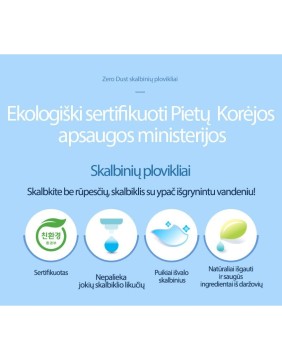 Zero Dust skalbinių plovikliai
Ekologiški sertifikuoti Pietų Korėjos
apsaugos ministerijos
Skalbinių plovikliai
Skalbkite be rūpesčių, skalbiklis su ypač išgrynintu vandeniu!
친환경
Sertifikuotas
Nepalieka
jokių skalbiklio likučių
Puikiai išvalo
skalbinius
Natūraliai išgauti
ir saugūs
ingredientai iš daržovių